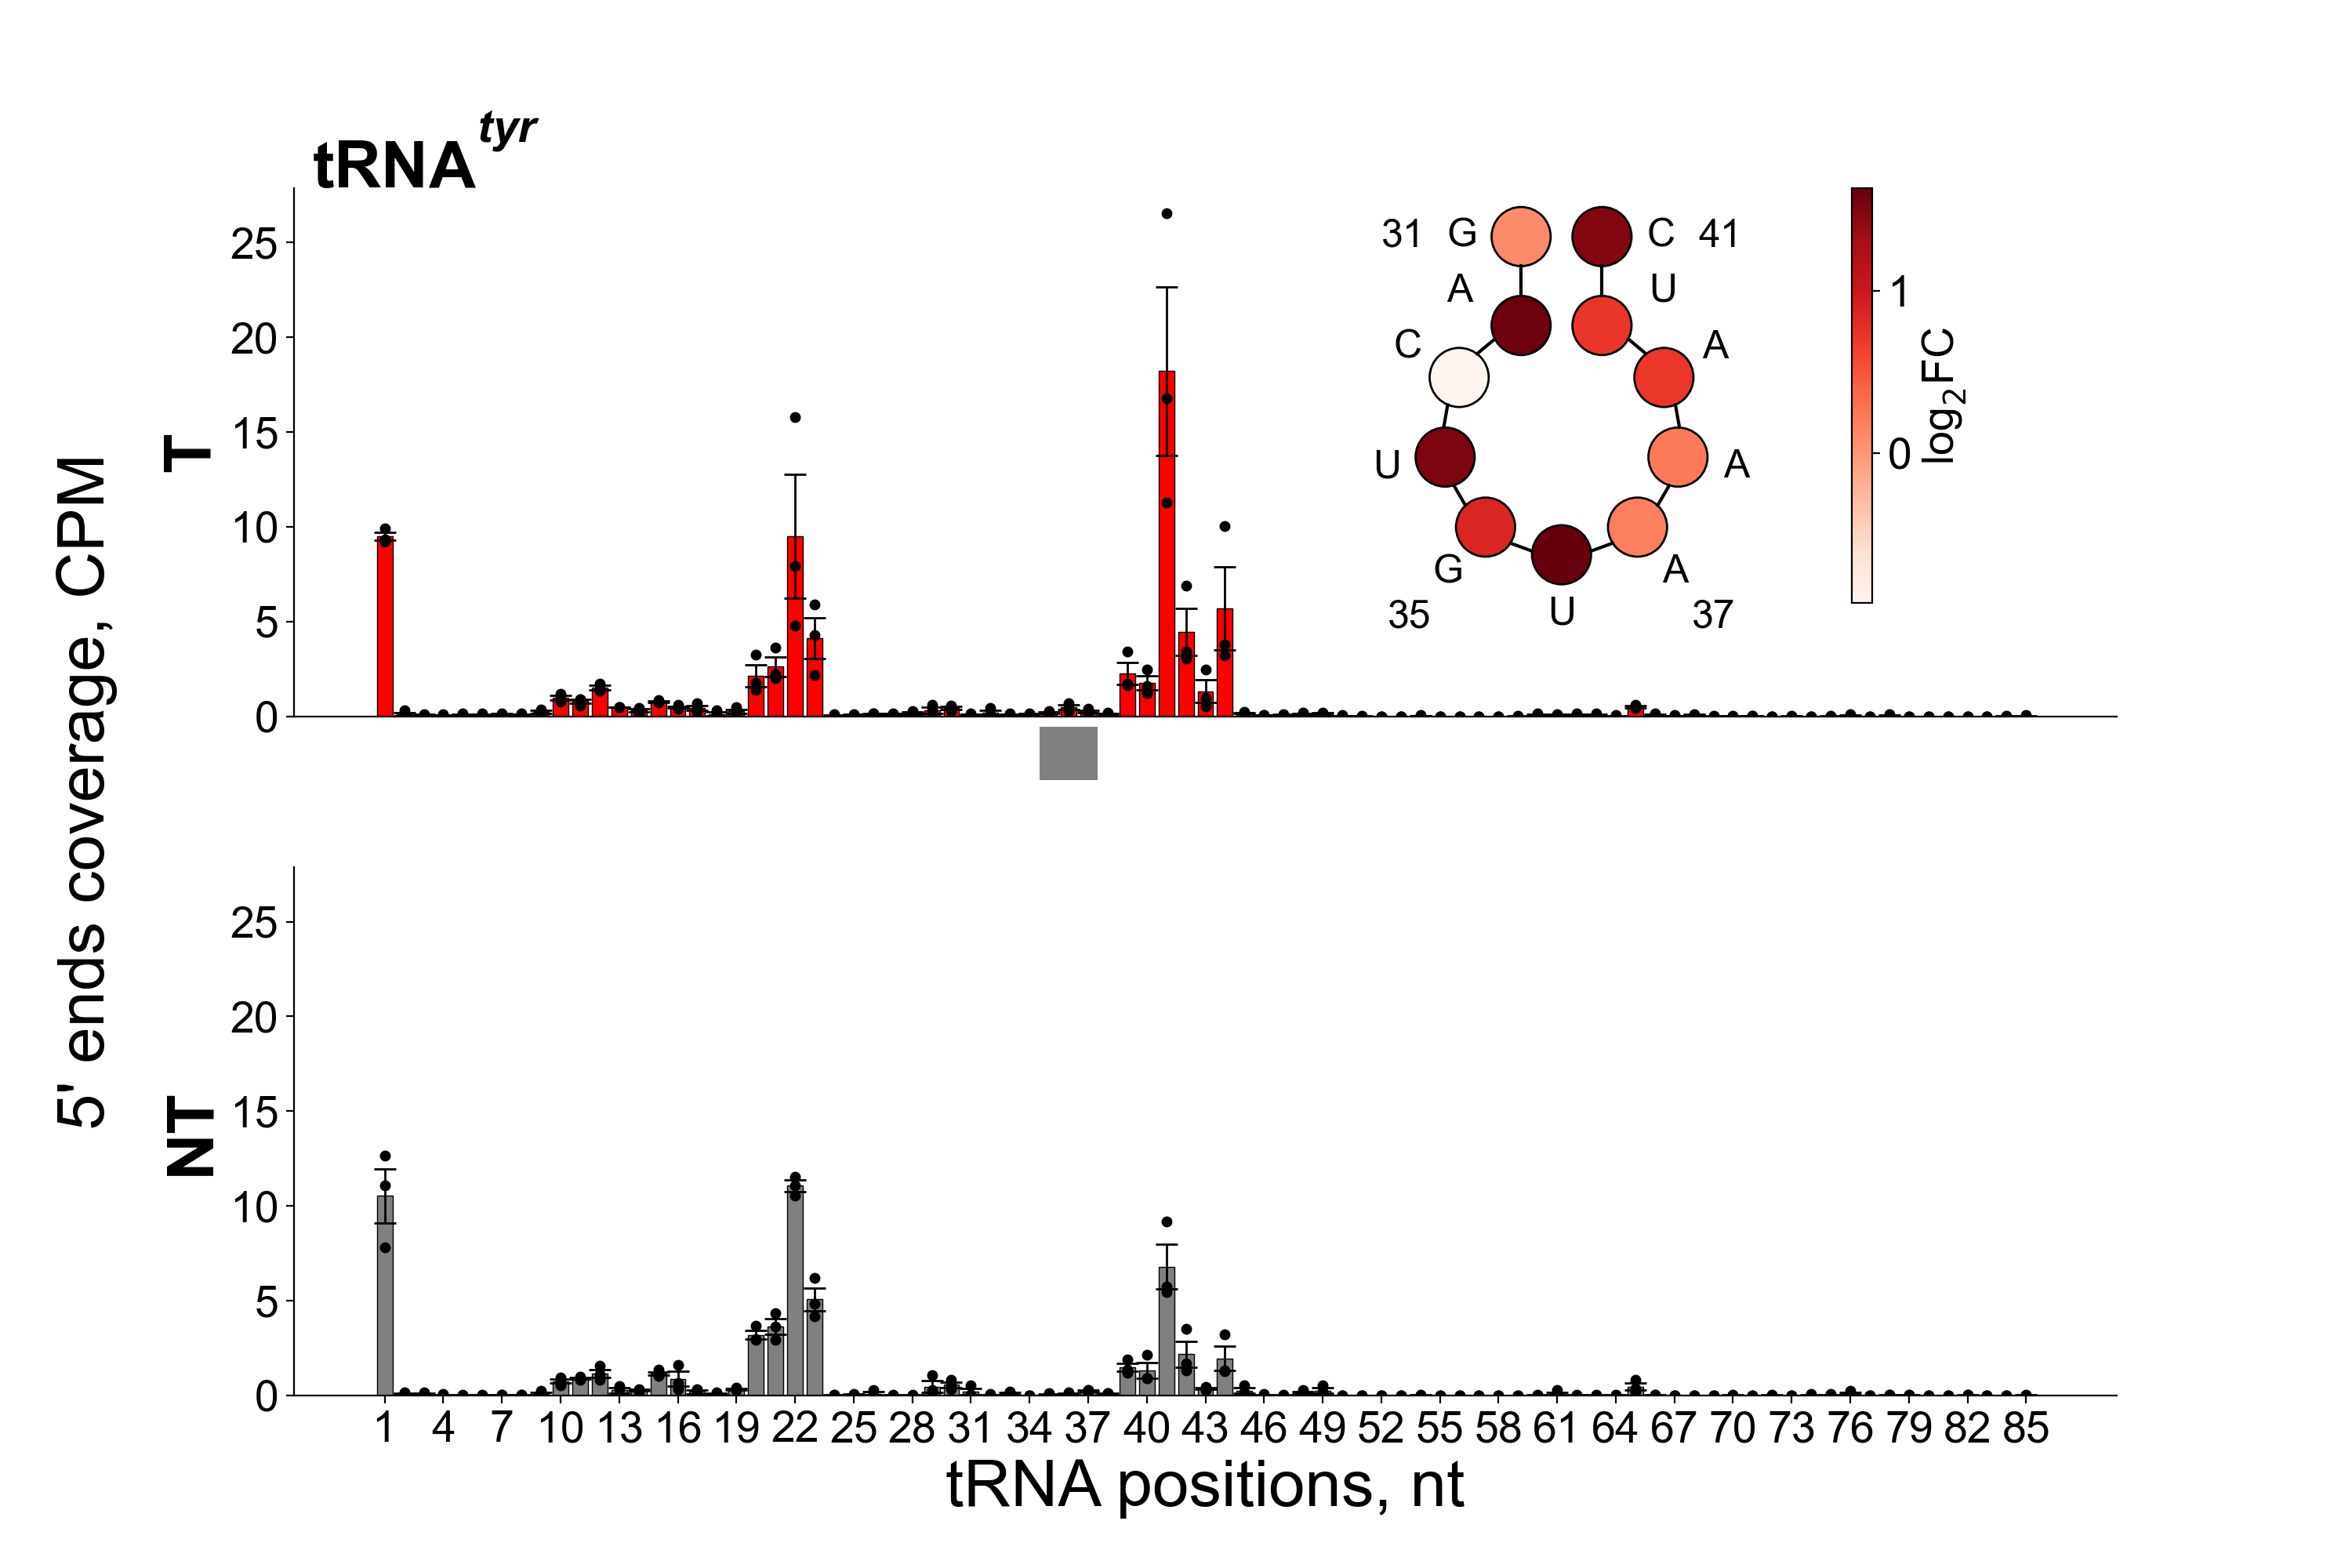 tRNA^tyr
5' ends coverage, CPM
T
25
20
15
10
5
0
31 G C 41
A U
C A
U A
G A
U
35 37
1
0
log₂FC
NT
25
20
15
10
5
0
1 4 7 10 13 16 19 22 25 28 31 34 37 40 43 46 49 52 55 58 61 64 67 70 73 76 79 82 85
tRNA positions, nt